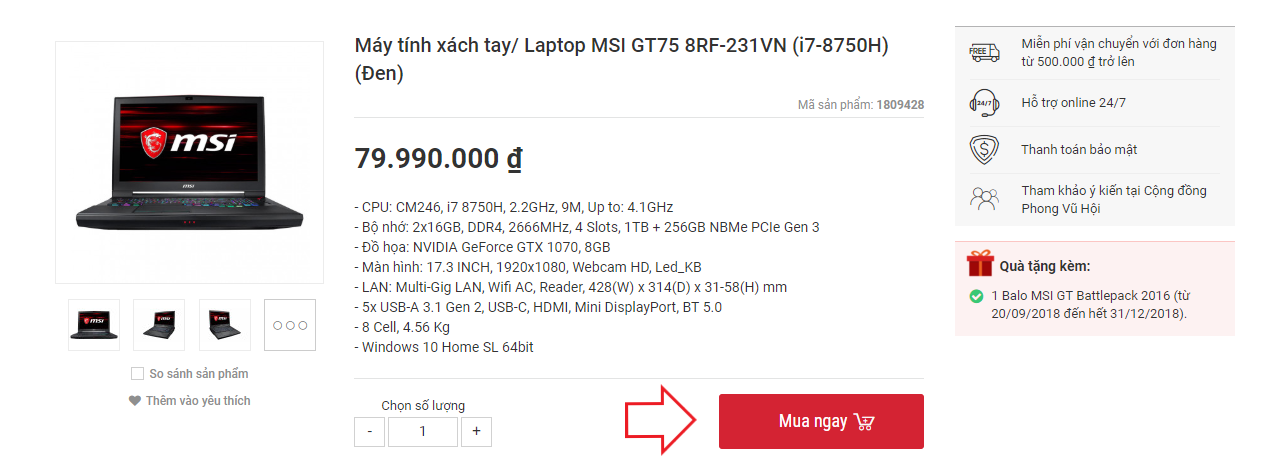 Máy tính xách tay/ Laptop MSI GT75 8RF-231VN (i7-8750H)
(Đen)
Mã sản phẩm: 1809428
79.990.000 ₫
- CPU: CM246, i7 8750H, 2.2GHz, 9M, Up to: 4.1GHz
- Bộ nhớ: 2x16GB, DDR4, 2666MHz, 4 Slots, 1TB + 256GB NBMe PCIe Gen 3
- Đồ họa: NVIDIA GeForce GTX 1070, 8GB
- Màn hình: 17.3 INCH, 1920x1080, Webcam HD, Led_KB
- LAN: Multi-Gig LAN, Wifi AC, Reader, 428(W) x 314(D) x 31-58(H) mm
- 5x USB-A 3.1 Gen 2, USB-C, HDMI, Mini DisplayPort, BT 5.0
- 8 Cell, 4.56 Kg
- Windows 10 Home SL 64bit
msi
msi
So sánh sản phẩm
Thêm vào yêu thích
Chọn số lượng
- 1 +
Mua ngay
FREE
Miễn phí vận chuyển với đơn hàng
từ 500.000 ₫ trở lên
24/7
Hỗ trợ online 24/7
Thanh toán bảo mật
Tham khảo ý kiến tại Cộng đồng
Phong Vũ Hội
Quà tặng kèm:
1 Balo MSI GT Battlepack 2016 (từ
20/09/2018 đến hết 31/12/2018).